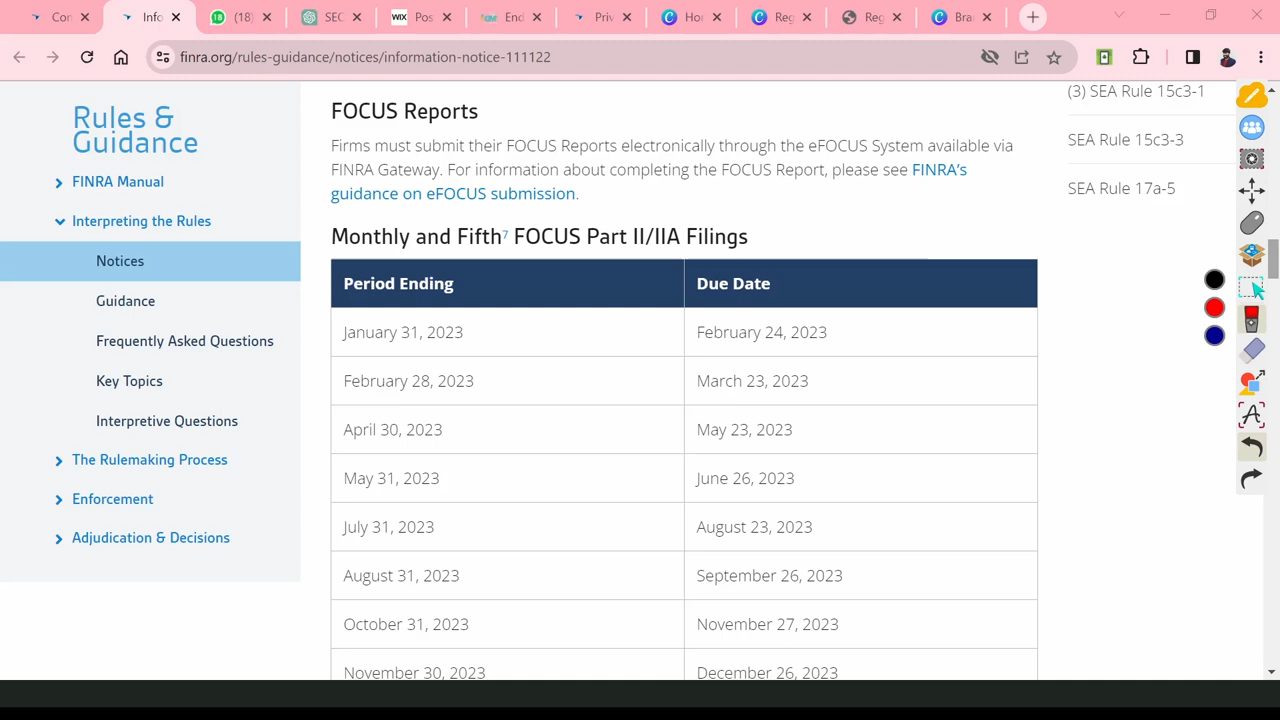 Cor
Info
(18)
SEC
WIX
Pos
End
Priv
Hor
Reg
Reg
Bra
finra.org/rules-guidance/notices/information-notice-111122
Rules &
Guidance
FINRA Manual
Interpreting the Rules
Notices
Guidance
Frequently Asked Questions
Key Topics
Interpretive Questions
The Rulemaking Process
Enforcement
Adjudication & Decisions
FOCUS Reports
Firms must submit their FOCUS Reports electronically through the eFOCUS System available via
FINRA Gateway. For information about completing the FOCUS Report, please see FINRA's
guidance on eFOCUS submission.
Monthly and Fifth7 FOCUS Part II/IIA Filings
Period Ending Due Date
January 31, 2023 February 24, 2023
February 28, 2023 March 23, 2023
April 30, 2023 May 23, 2023
May 31, 2023 June 26, 2023
July 31, 2023 August 23, 2023
August 31, 2023 September 26, 2023
October 31, 2023 November 27, 2023
November 30, 2023 December 26, 2023
(3) SEA Rule 15c3-1
SEA Rule 15c3-3
SEA Rule 17a-5